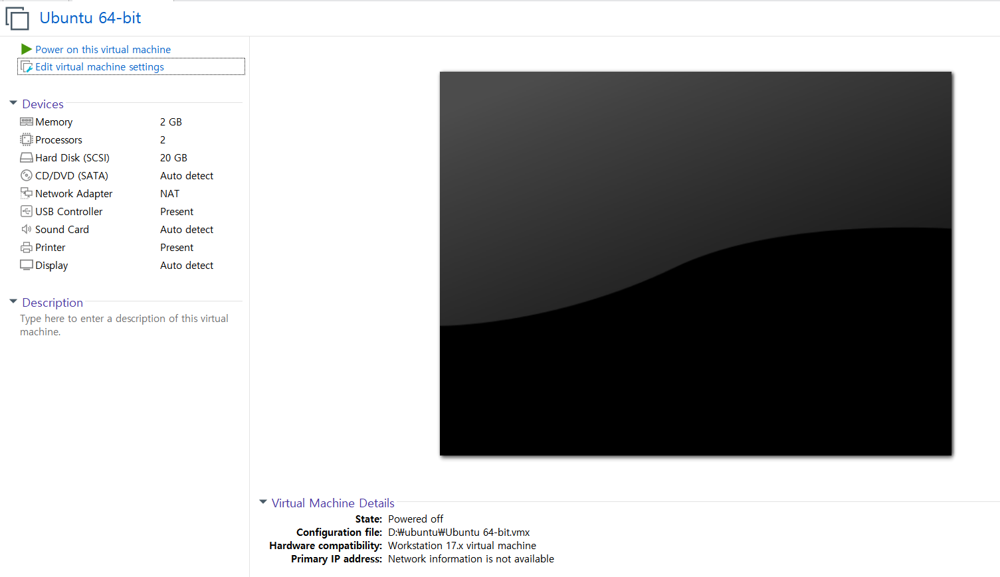 Ubuntu 64-bit
Power on this virtual machine
Edit virtual machine settings
Devices
Memory 2 GB
Processors 2
Hard Disk (SCSI) 20 GB
CD/DVD (SATA) Auto detect
Network Adapter NAT
USB Controller Present
Sound Card Auto detect
Printer Present
Display Auto detect
Description
Type here to enter a description of this virtual
machine.
Virtual Machine Details
State: Powered off
Configuration file: D:₩ubuntu₩Ubuntu 64-bit.vmx
Hardware compatibility: Workstation 17.x virtual machine
Primary IP address: Network information is not available